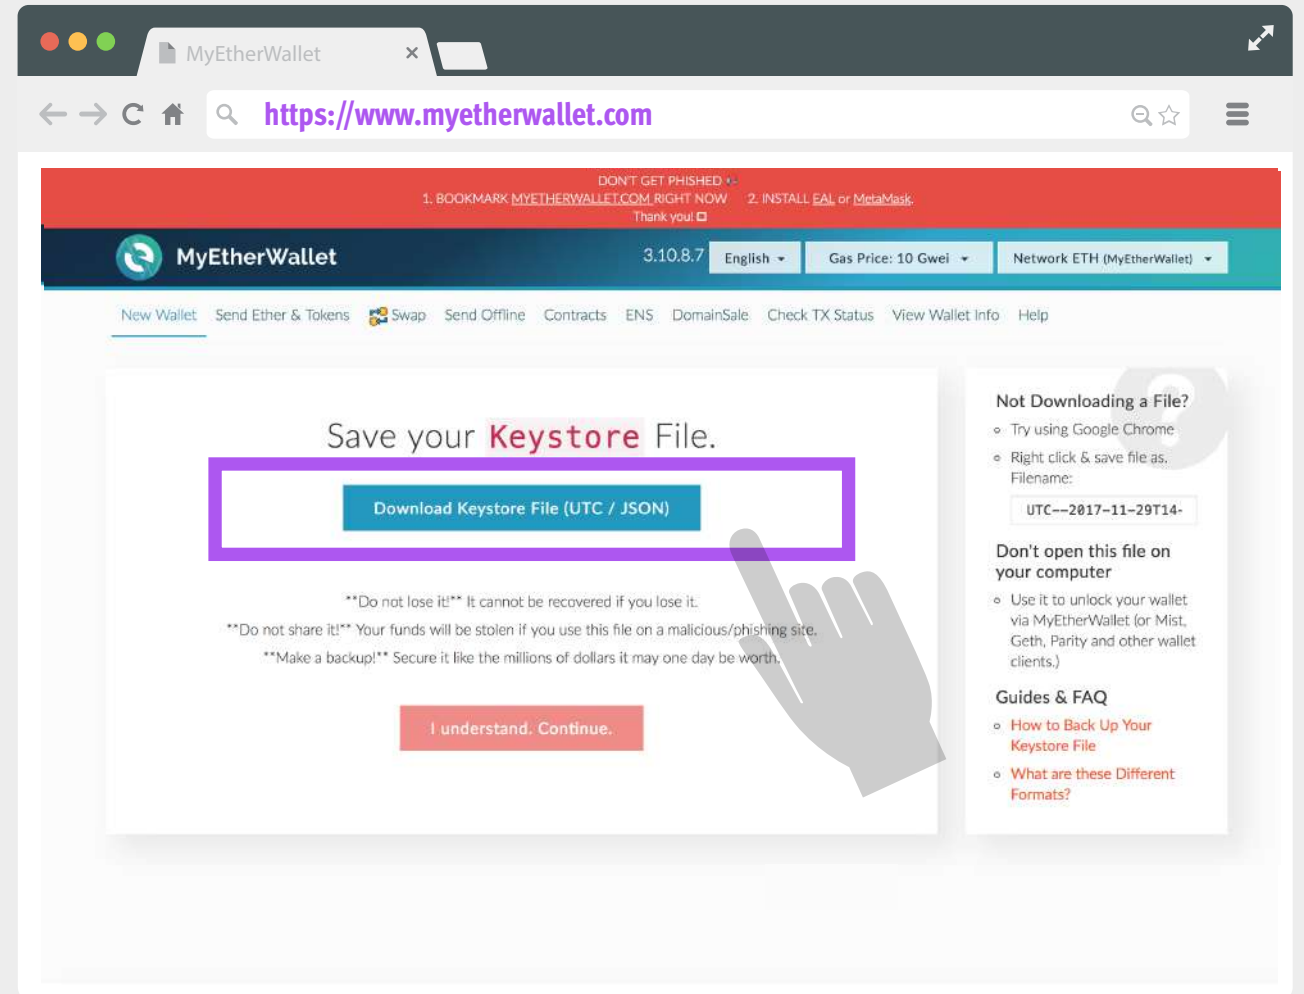 MyEtherWallet
https://www.myetherwallet.com
DON'T GET PHISHED
1. BOOKMARK MYETHERWALLET.COM RIGHT NOW 2. INSTALL EAL or MetaMask.
Thank you!
MyEtherWallet
3.10.8.7
English
Gas Price: 10 Gwei
Network ETH (MyEtherWallet)
New Wallet Send Ether & Tokens Swap Send Offline Contracts ENS DomainSale Check TX Status View Wallet Info Help
Save your Keystore File.
Download Keystore File (UTC / JSON)
**Do not lose it!** It cannot be recovered if you lose it.
**Do not share it!** Your funds will be stolen if you use this file on a malicious/phishing site.
**Make a backup!** Secure it like the millions of dollars it may one day be worth.
I understand. Continue.
Not Downloading a File?
Try using Google Chrome
Right click & save file as.
Filename:
UTC--2017-11-29T14-
Don't open this file on
your computer
Use it to unlock your wallet
via MyEtherWallet (or Mist,
Geth, Parity and other wallet
clients.)
Guides & FAQ
How to Back Up Your
Keystore File
What are these Different
Formats?